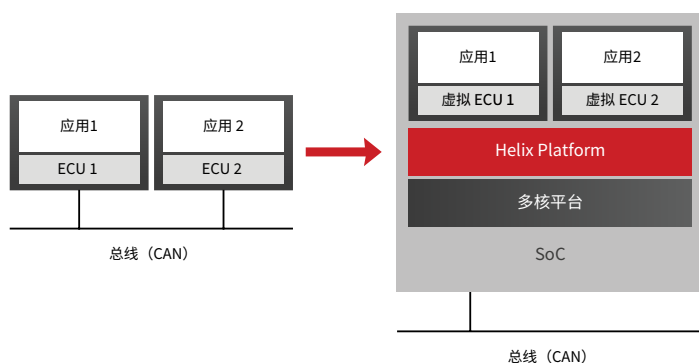 应用1
应用 2
ECU 1
ECU 2
总线（CAN）
应用1
应用2
虚拟 ECU 1
虚拟 ECU 2
Helix Platform
多核平台
SoC
总线（CAN）